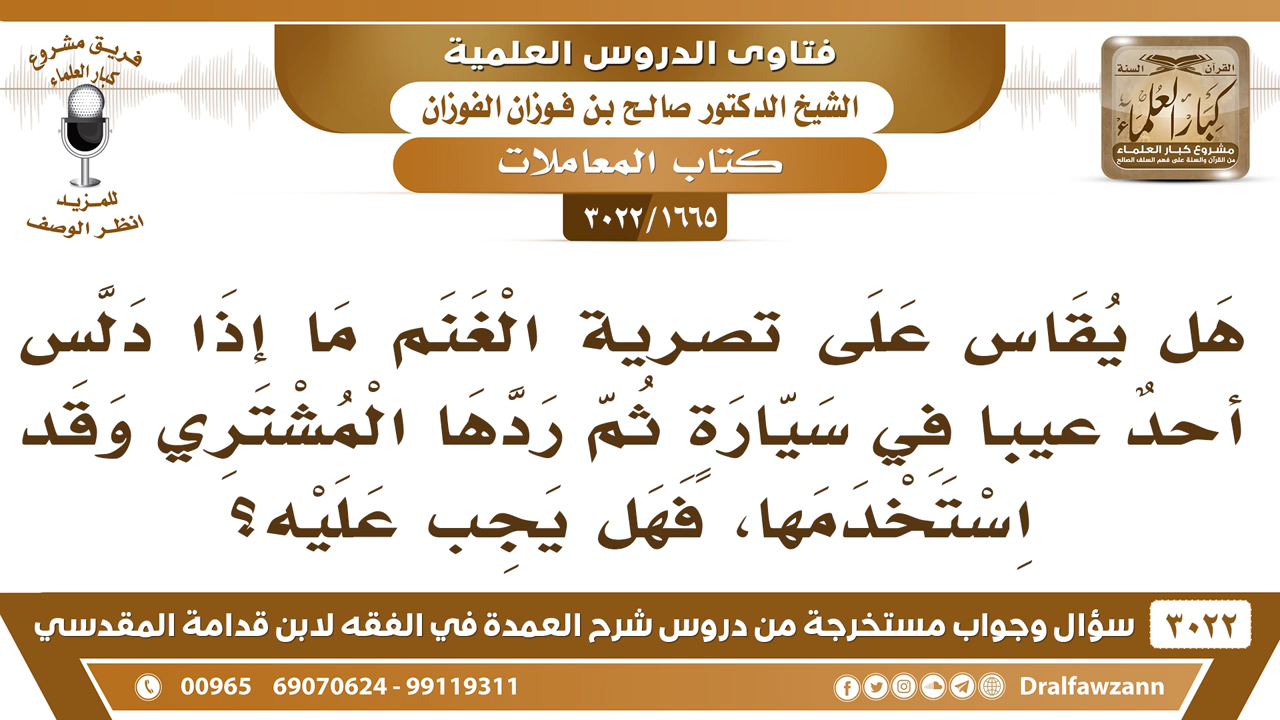 فتاوى الدروس العلمية
الشيخ الدكتور صالح بن فوزان الفوزان
كتاب المعاملات
٣٠٢٢/١٦٦٥
فريق مشروع
كبار العلماء
للمزيد
انظر الوصف
القرآن السنة
كبار العلماء
مشروع كبار العلماء
من القرآن والسنة على فهم السلف الصالح
هَل يُقَاس عَلَى تصرية الْغَنَم مَا إِذَا دَلَّس
أحدٌ عيبا في سَيّارَةٍ ثُمّ رَدَّهَا الْمُشْتَرِي وَقَد
اِسْتَخْدَمَها، فَهَل يَجِب عَلَيْه؟
سؤال وجواب مستخرجة من دروس شرح العمدة في الفقه لابن قدامة المقدسي
٣٠٢٢
00965 69070624 - 99119311
Dralfawzann